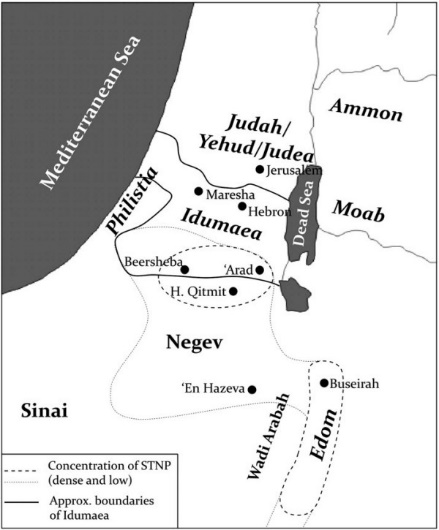 Mediterranean Sea
Ammon
Judah/
Yehud/Judea
Jerusalem
Philistia
Maresha
Hebron
Idumaea
Dead Sea
Moab
Beersheba
‘Arad
H. Qitmit
Negev
‘En Hazeva
Buseirah
Sinai
Wadi Arabah
Edom
Concentration of STNP
(dense and low)
Approx. boundaries
of Idumaea